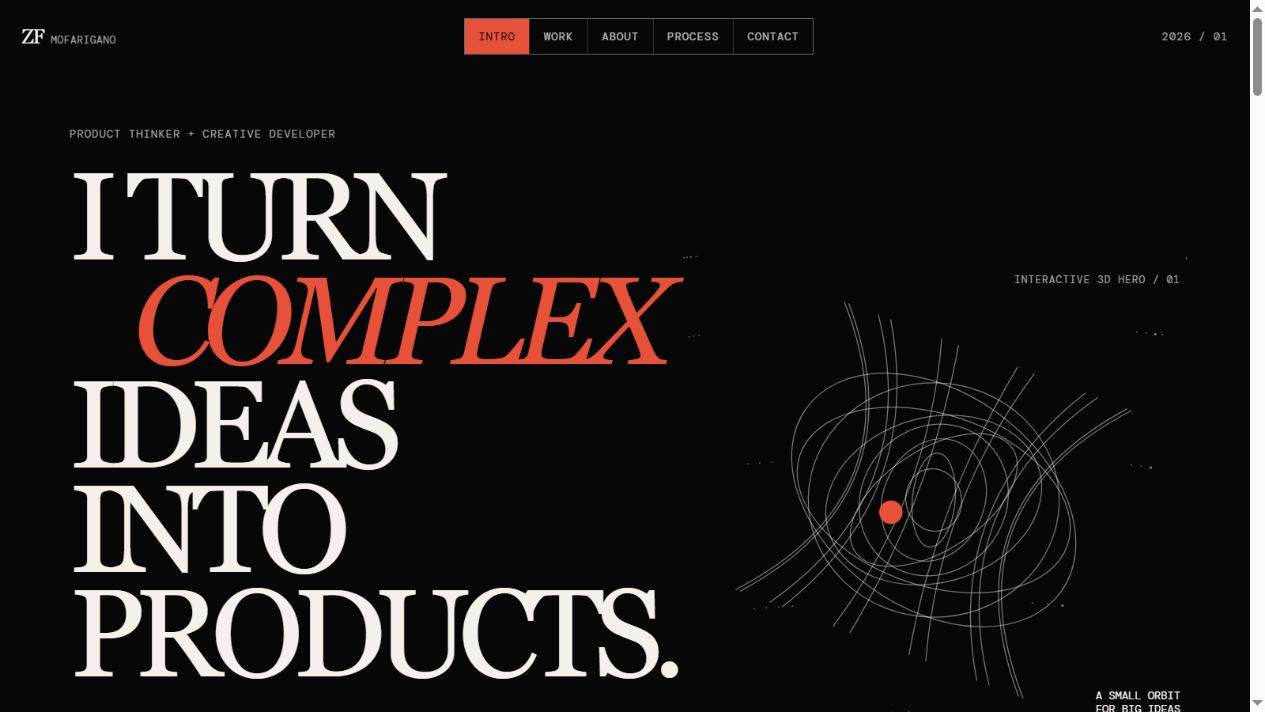 ZF MOFARIGANO
INTRO WORK ABOUT PROCESS CONTACT
2026 / 01
PRODUCT THINKER + CREATIVE DEVELOPER
I TURN
COMPLEX
IDEAS
INTO
PRODUCTS.
INTERACTIVE 3D HERO / 01
A SMALL ORBIT
FOR BIG IDEAS